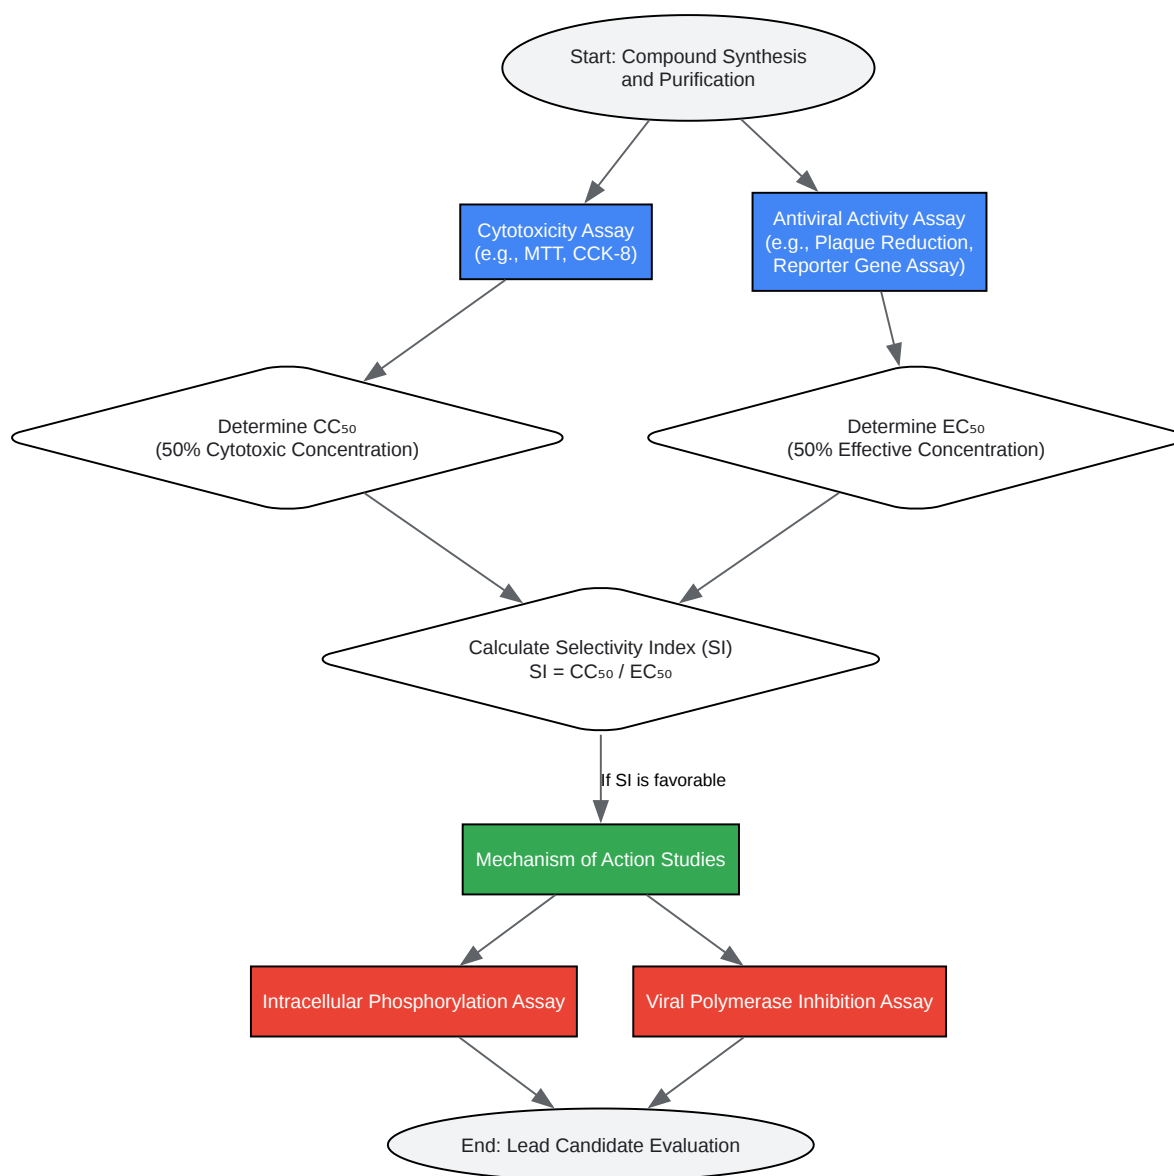 Start: Compound Synthesis
and Purification
Cytotoxicity Assay
(e.g., MTT, CCK-8)
Antiviral Activity Assay
(e.g., Plaque Reduction,
Reporter Gene Assay)
Determine CC₅₀
(50% Cytotoxic Concentration)
Determine EC₅₀
(50% Effective Concentration)
Calculate Selectivity Index (SI)
SI = CC₅₀ / EC₅₀
If SI is favorable
Mechanism of Action Studies
Intracellular Phosphorylation Assay
Viral Polymerase Inhibition Assay
End: Lead Candidate Evaluation